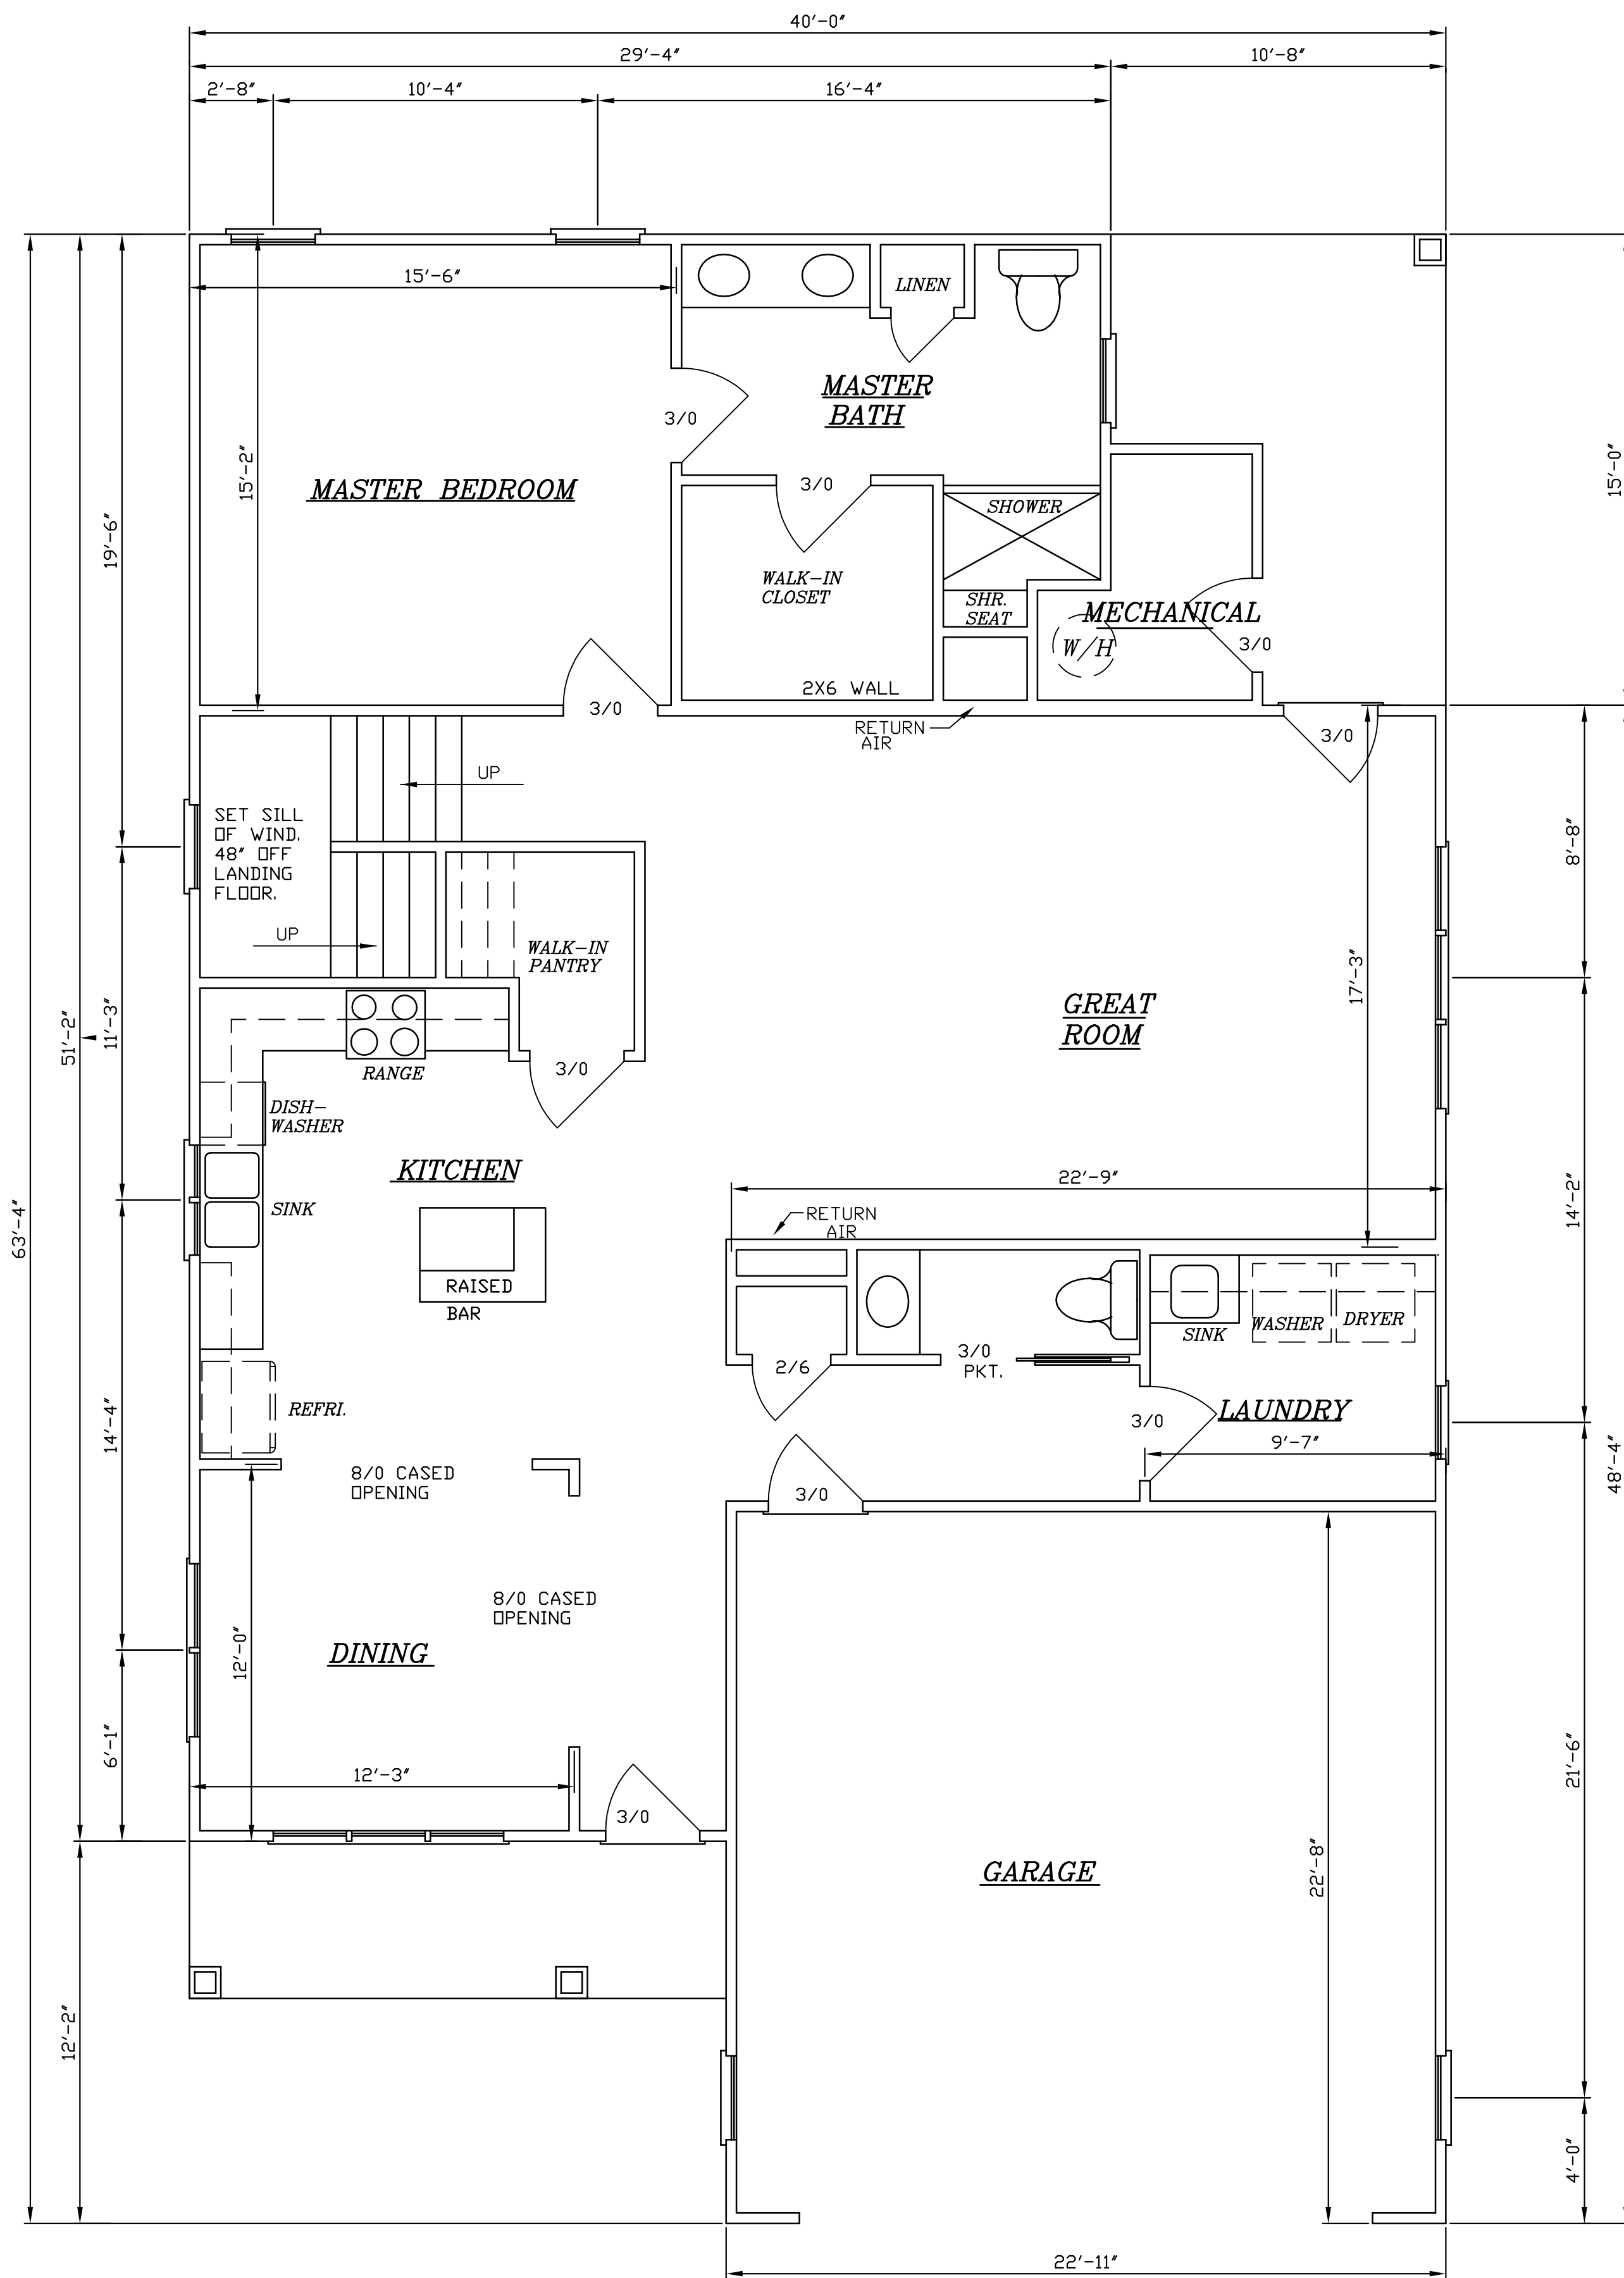 40'-0"
29'-4"
10'-8"
2'-8"
10'-4"
16'-4"
15'-6"
LINEN
MASTER
BATH
3/0
15'-2"
15'-0"
MASTER BEDROOM
3/0
SHOWER
19'-6"
WALK-IN
CLOSET
SHR.
SEAT
MECHANICAL
W/H
3/0
2X6 WALL
3/0
RETURN
AIR
3/0
UP
SET SILL
OF WIND.
48" OFF
LANDING
FLOOR.
8'-8"
UP
WALK-IN
PANTRY
17'-3"
GREAT
ROOM
51'-2"
11'-3"
RANGE
3/0
DISH-
WASHER
KITCHEN
22'-9"
14'-2"
SINK
63'-4"
RETURN
AIR
RAISED
BAR
SINK
WASHER
DRYER
3/0
PKT.
2/6
14'-4"
REFRI.
3/0
LAUNDRY
9'-7"
48'-4"
8/0 CASED
OPENING
3/0
8/0 CASED
OPENING
12'-0"
DINING
6'-1"
21'-6"
12'-3"
3/0
GARAGE
22'-8"
12'-2"
4'-0"
22'-11"